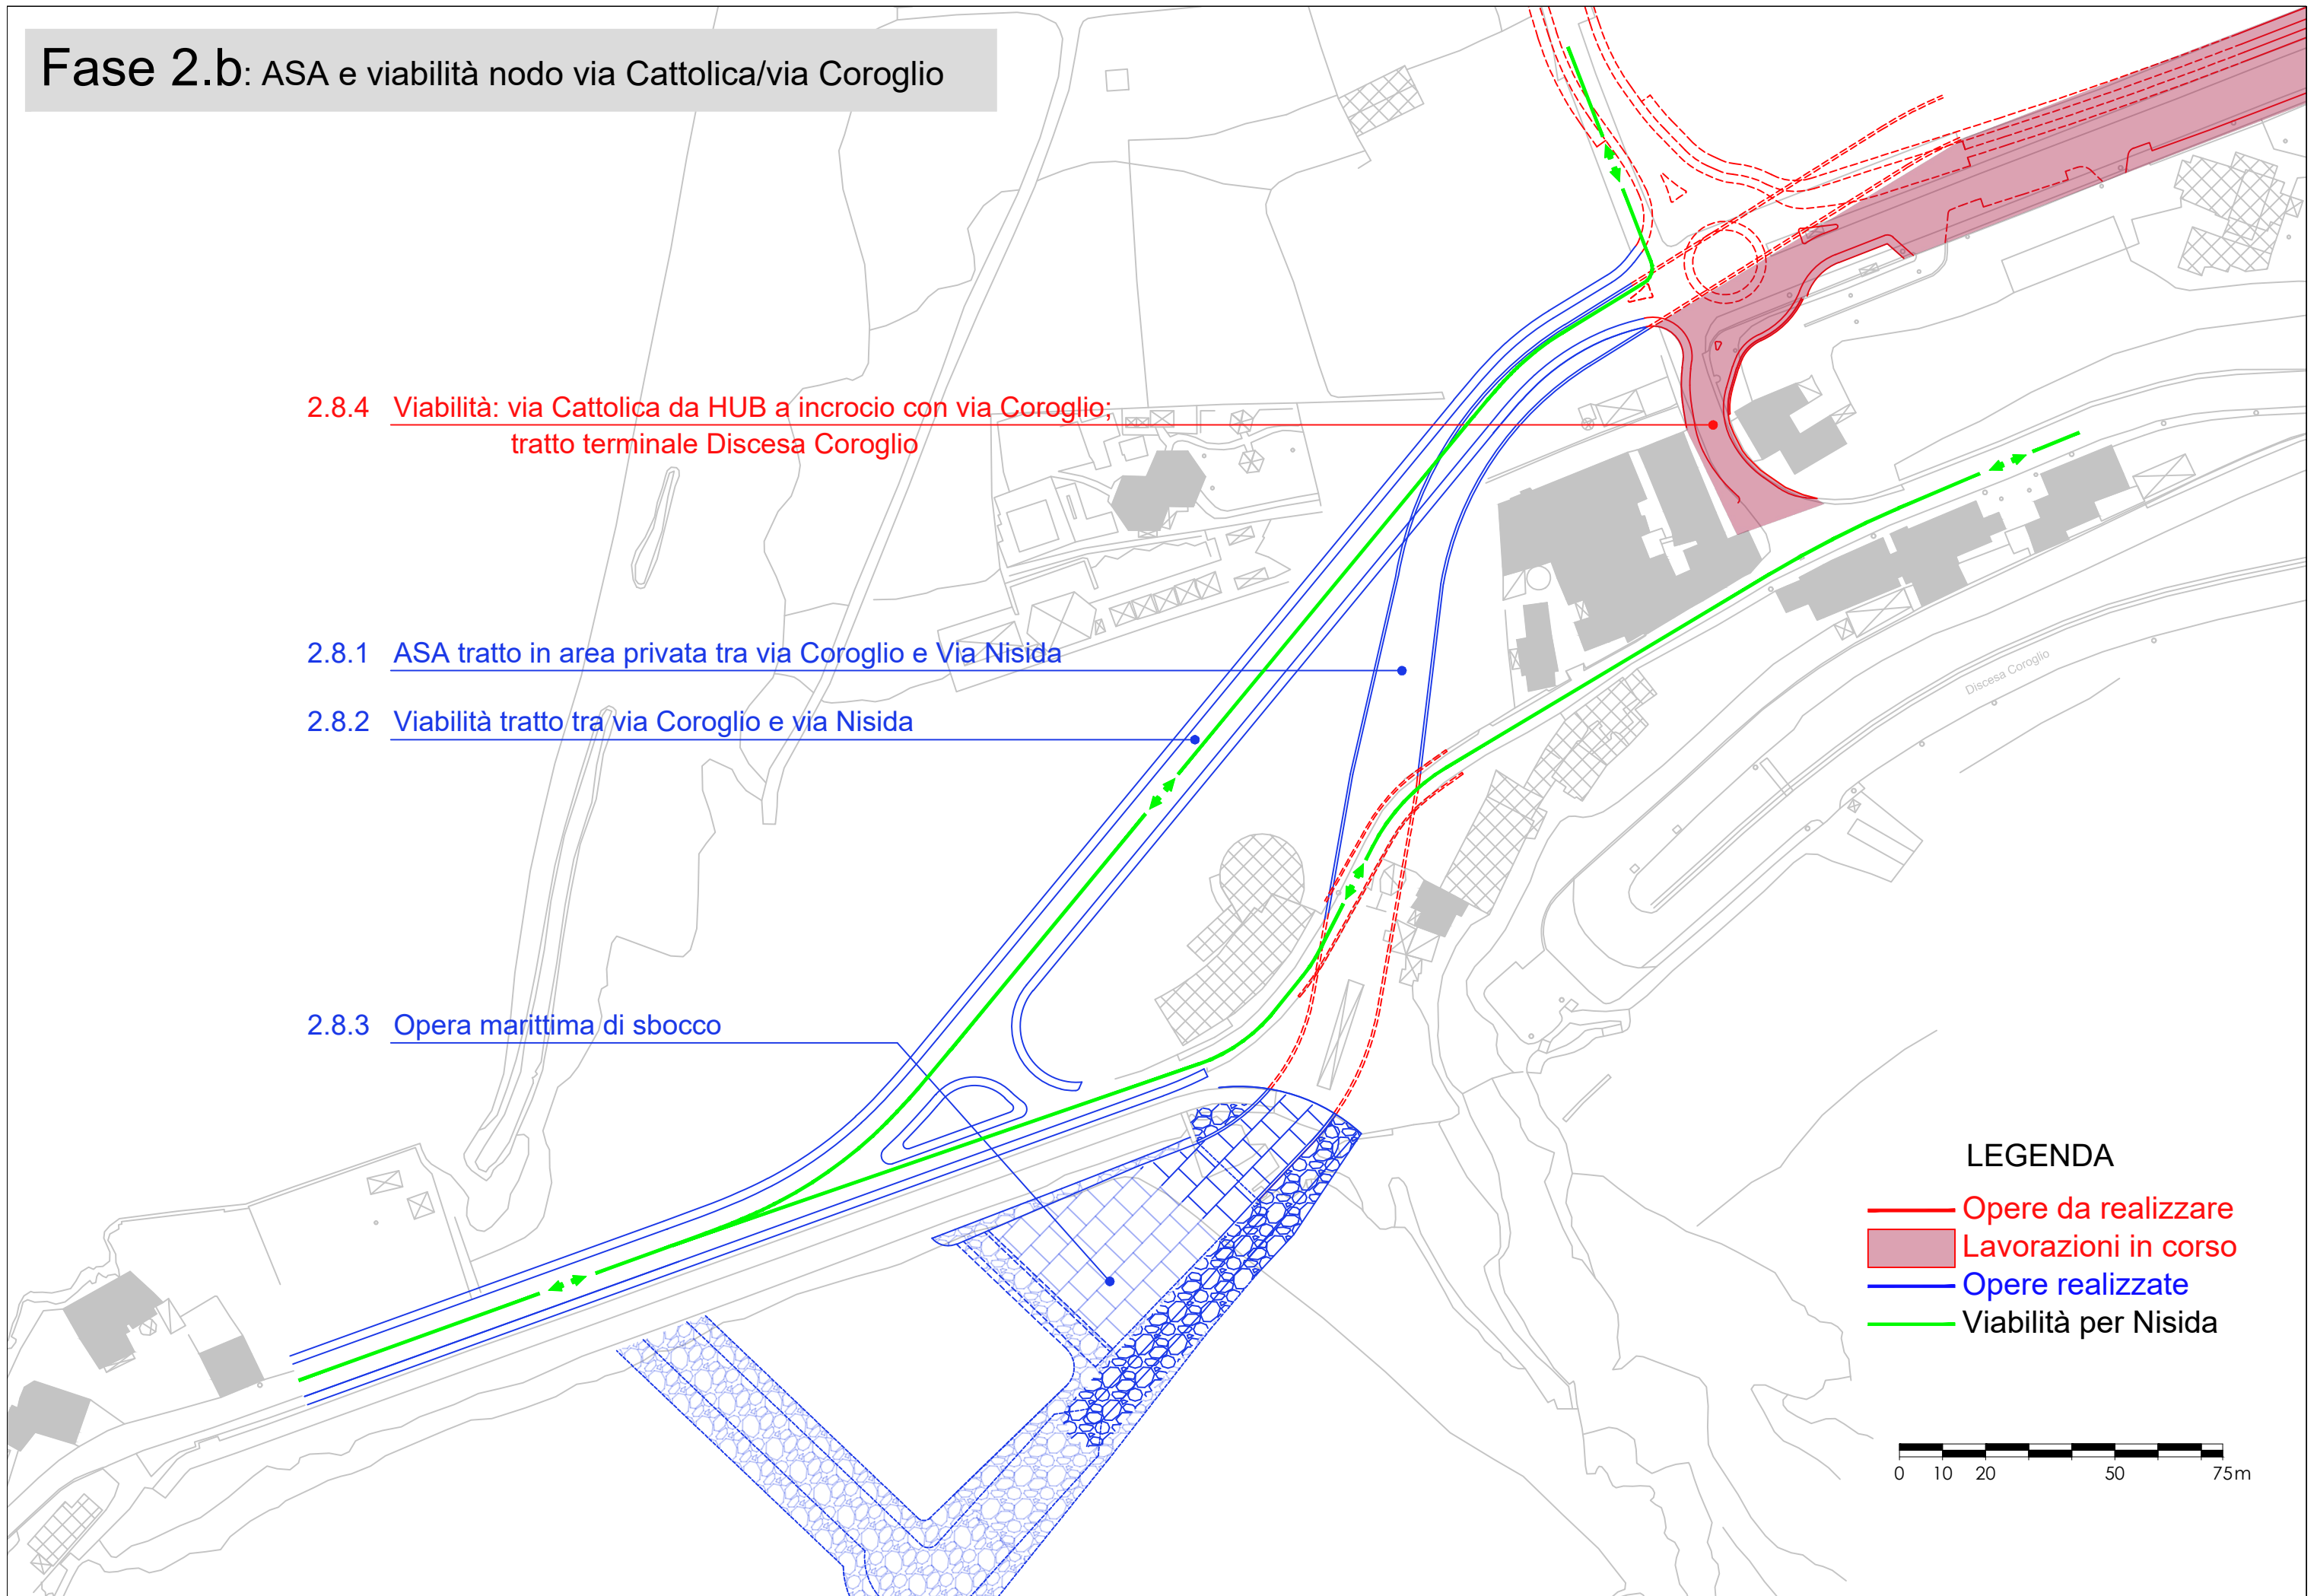 Fase 2.b: ASA e viabilità nodo via Cattolica/via Coroglio
2.8.4 Viabilità: via Cattolica da HUB a incrocio con via Coroglio;
tratto terminale Discesa Coroglio
2.8.1 ASA tratto in area privata tra via Coroglio e Via Nisida
Discesa Coroglio
2.8.2 Viabilità tratto tra via Coroglio e via Nisida
2.8.3 Opera marittima di sbocco
LEGENDA
Opere da realizzare
Lavorazioni in corso
Opere realizzate
Viabilità per Nisida
0 10 20 50 75m